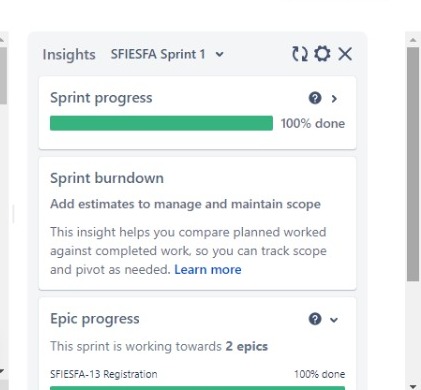 Insights SFIESFA Sprint 1
Sprint progress
100% done
Sprint burndown
Add estimates to manage and maintain scope
This insight helps you compare planned worked
against completed work, so you can track scope
and pivot as needed. Learn more
Epic progress
This sprint is working towards 2 epics
SFIESFA-13 Registration 100% done